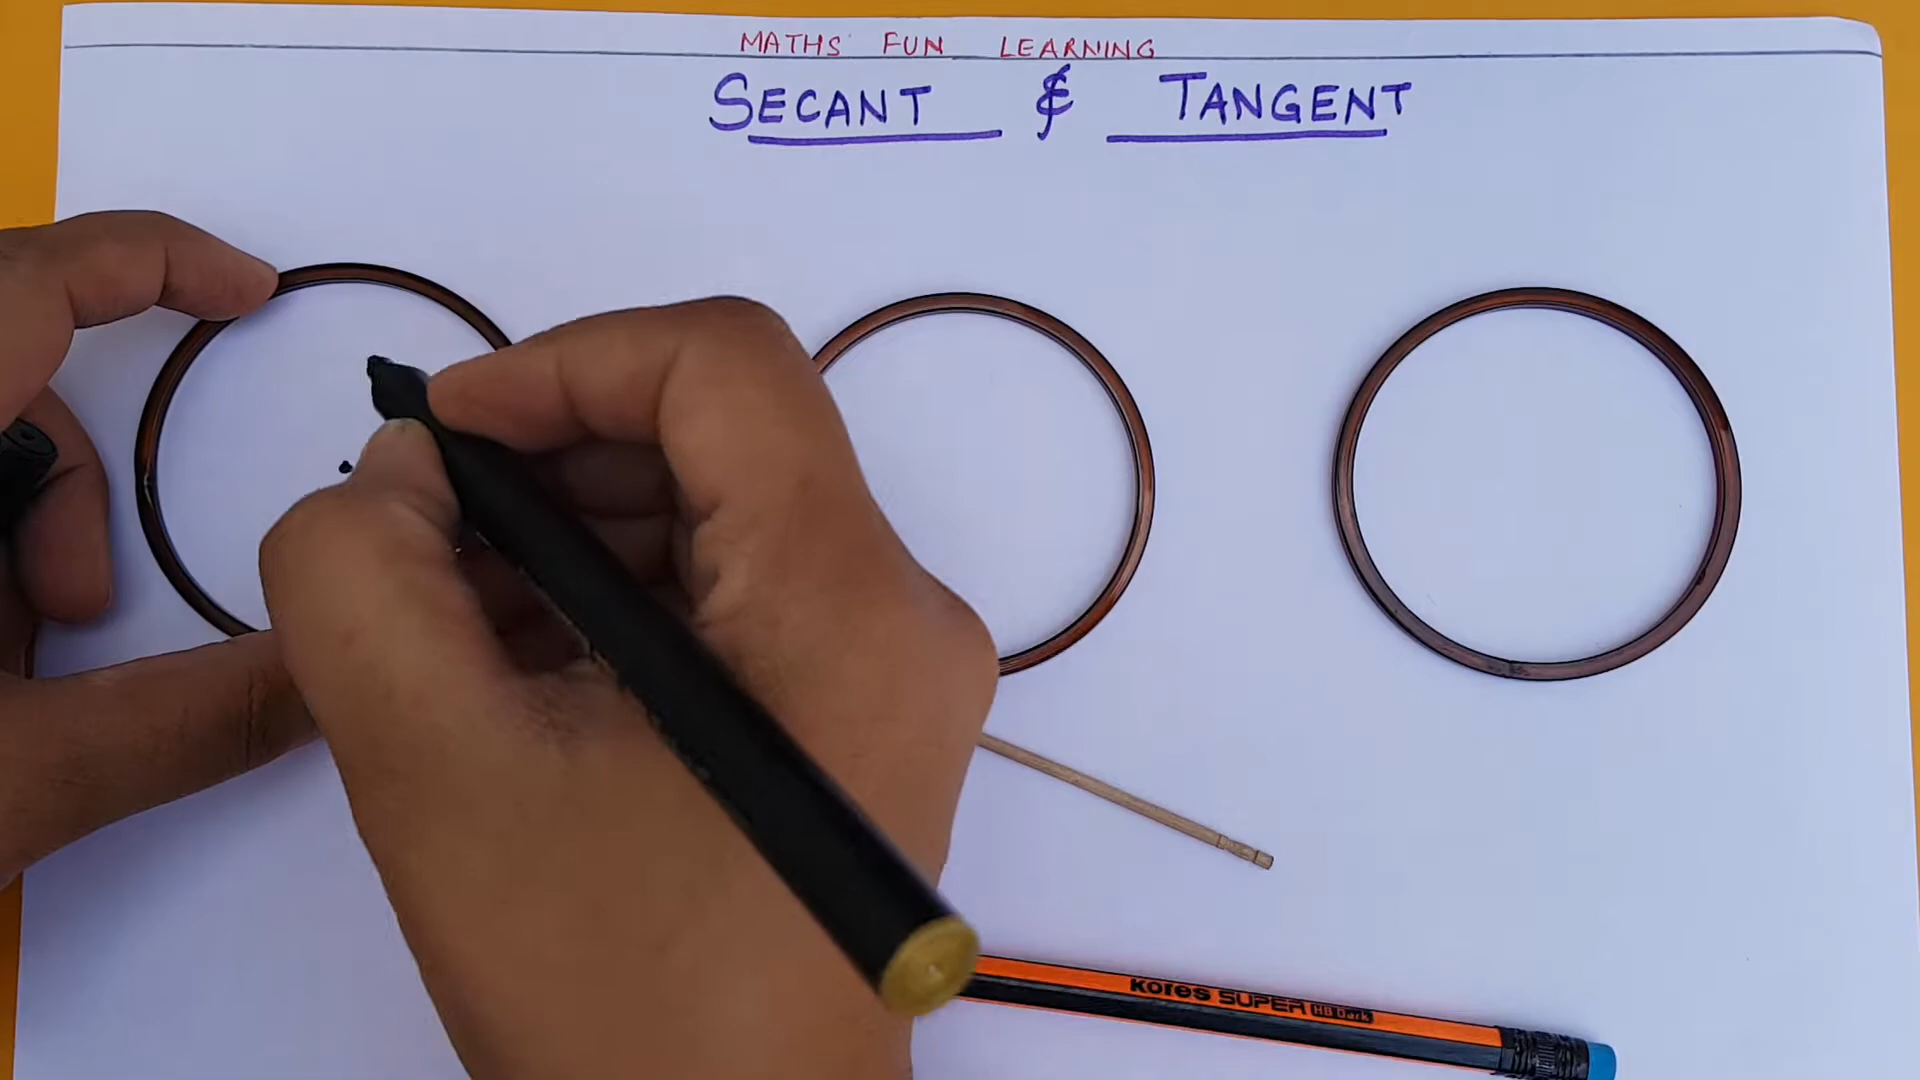 MATHS FUN LEARNING
SECANT & TANGENT
Kores SUPER HB Dark